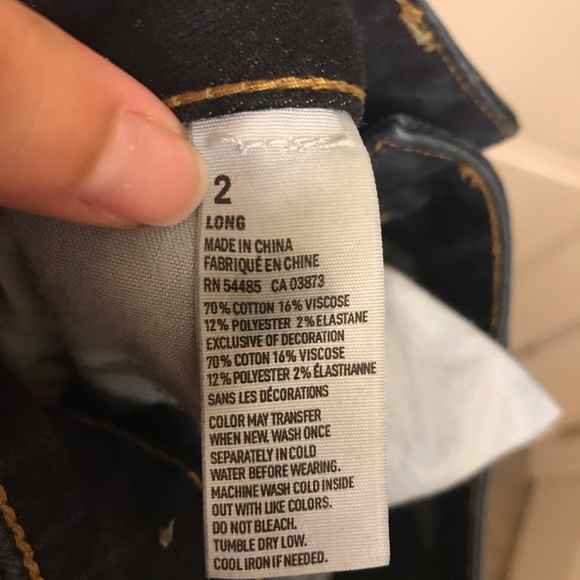 2
LONG
MADE IN CHINA
FABRIQUÉ EN CHINE
RN 54485 CA 03873
70% COTTON 16% VISCOSE
12% POLYESTER 2% ELASTANE
EXCLUSIVE OF DECORATION
70% COTON 16% VISCOSE
12% POLYESTER 2% ÉLASTHANNE
SANS LES DÉCORATIONS
COLOR MAY TRANSFER
WHEN NEW. WASH ONCE
SEPARATELY IN COLD
WATER BEFORE WEARING.
MACHINE WASH COLD INSIDE
OUT WITH LIKE COLORS.
DO NOT BLEACH.
TUMBLE DRY LOW.
COOL IRON IF NEEDED.